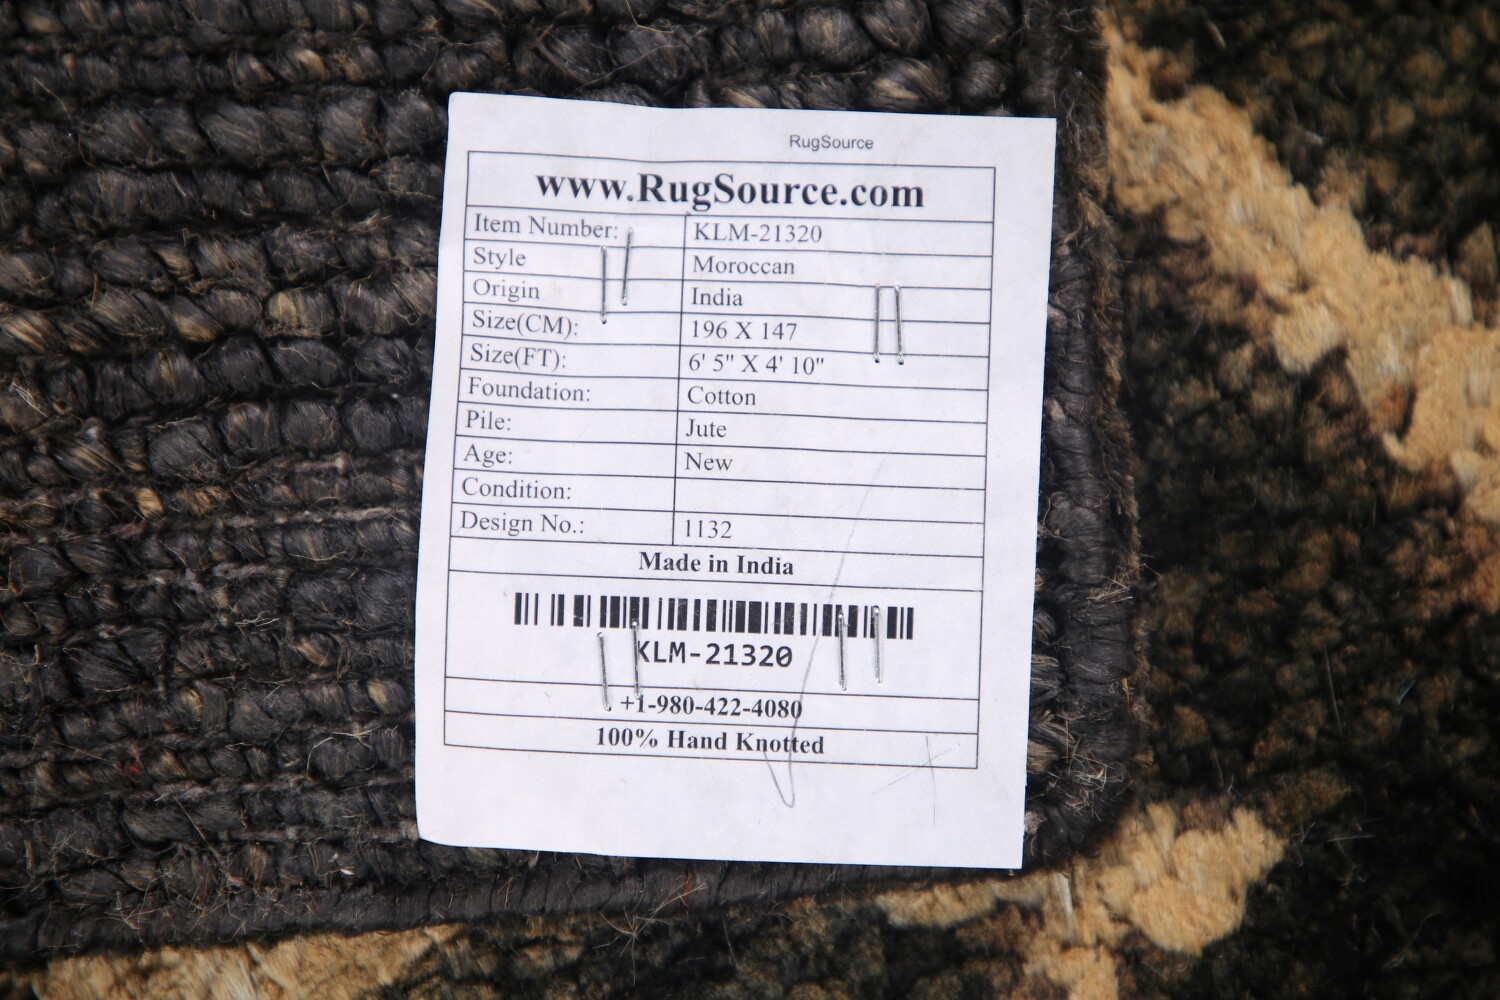 RugSource
www.RugSource.com
Item Number: KLM-21320
Style Moroccan
Origin India
Size(CM): 196 X 147
Size(FT): 6' 5" X 4' 10"
Foundation: Cotton
Pile: Jute
Age: New
Condition:
Design No.: 1132
Made in India
KLM-21320
+1-980-422-4080
100% Hand Knotted